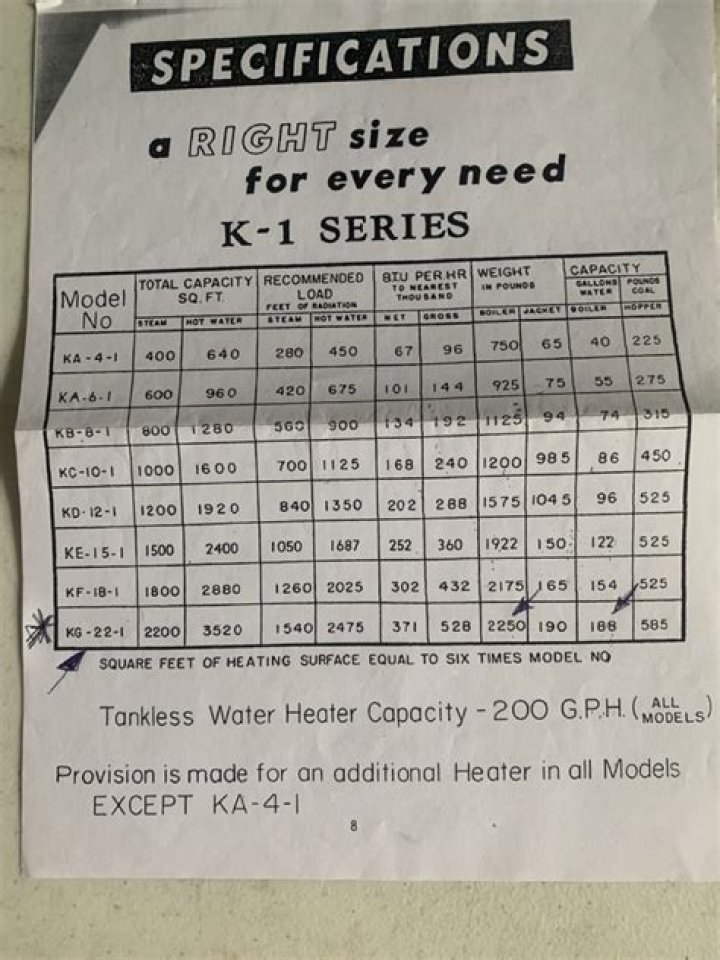 SPECIFICATIONS
a RIGHT size
for every need
K-1 SERIES
Model No TOTAL CAPACITY SQ. FT. RECOMMENDED LOAD FEET OF RADIATION BTU PER.HR TO NEAREST THOUSAND WEIGHT IN POUNDS CAPACITY GALLONS WATER POUNDS COAL
STEAM HOT WATER STEAM HOT WATER NET GROSS BOILER JACKET BOILER HOPPER
KA-4-1 400 640 280 450 67 96 750 65 40 225
KA-6-1 600 960 420 675 101 144 925 75 55 275
KB-8-1 800 1280 560 900 134 192 1125 94 74 315
KC-10-1 1000 1600 700 1125 168 240 1200 985 86 450
KD-12-1 1200 1920 840 1350 202 288 1575 1045 96 525
KE-15-1 1500 2400 1050 1687 252 360 1922 150 122 525
KF-18-1 1800 2880 1260 2025 302 432 2175 165 154 525
KG-22-1 2200 3520 1540 2475 371 528 2250 190 188 585
SQUARE FEET OF HEATING SURFACE EQUAL TO SIX TIMES MODEL NO
Tankless Water Heater Capacity - 200 G.P.H. (ALL MODELS)
Provision is made for an additional Heater in all Models
EXCEPT KA-4-1
8